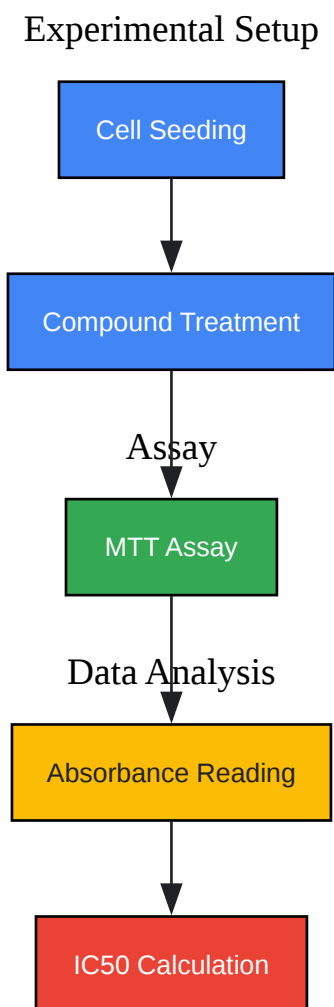 Experimental Setup
Cell Seeding
Compound Treatment
Assay
MTT Assay
Data Analysis
Absorbance Reading
IC50 Calculation